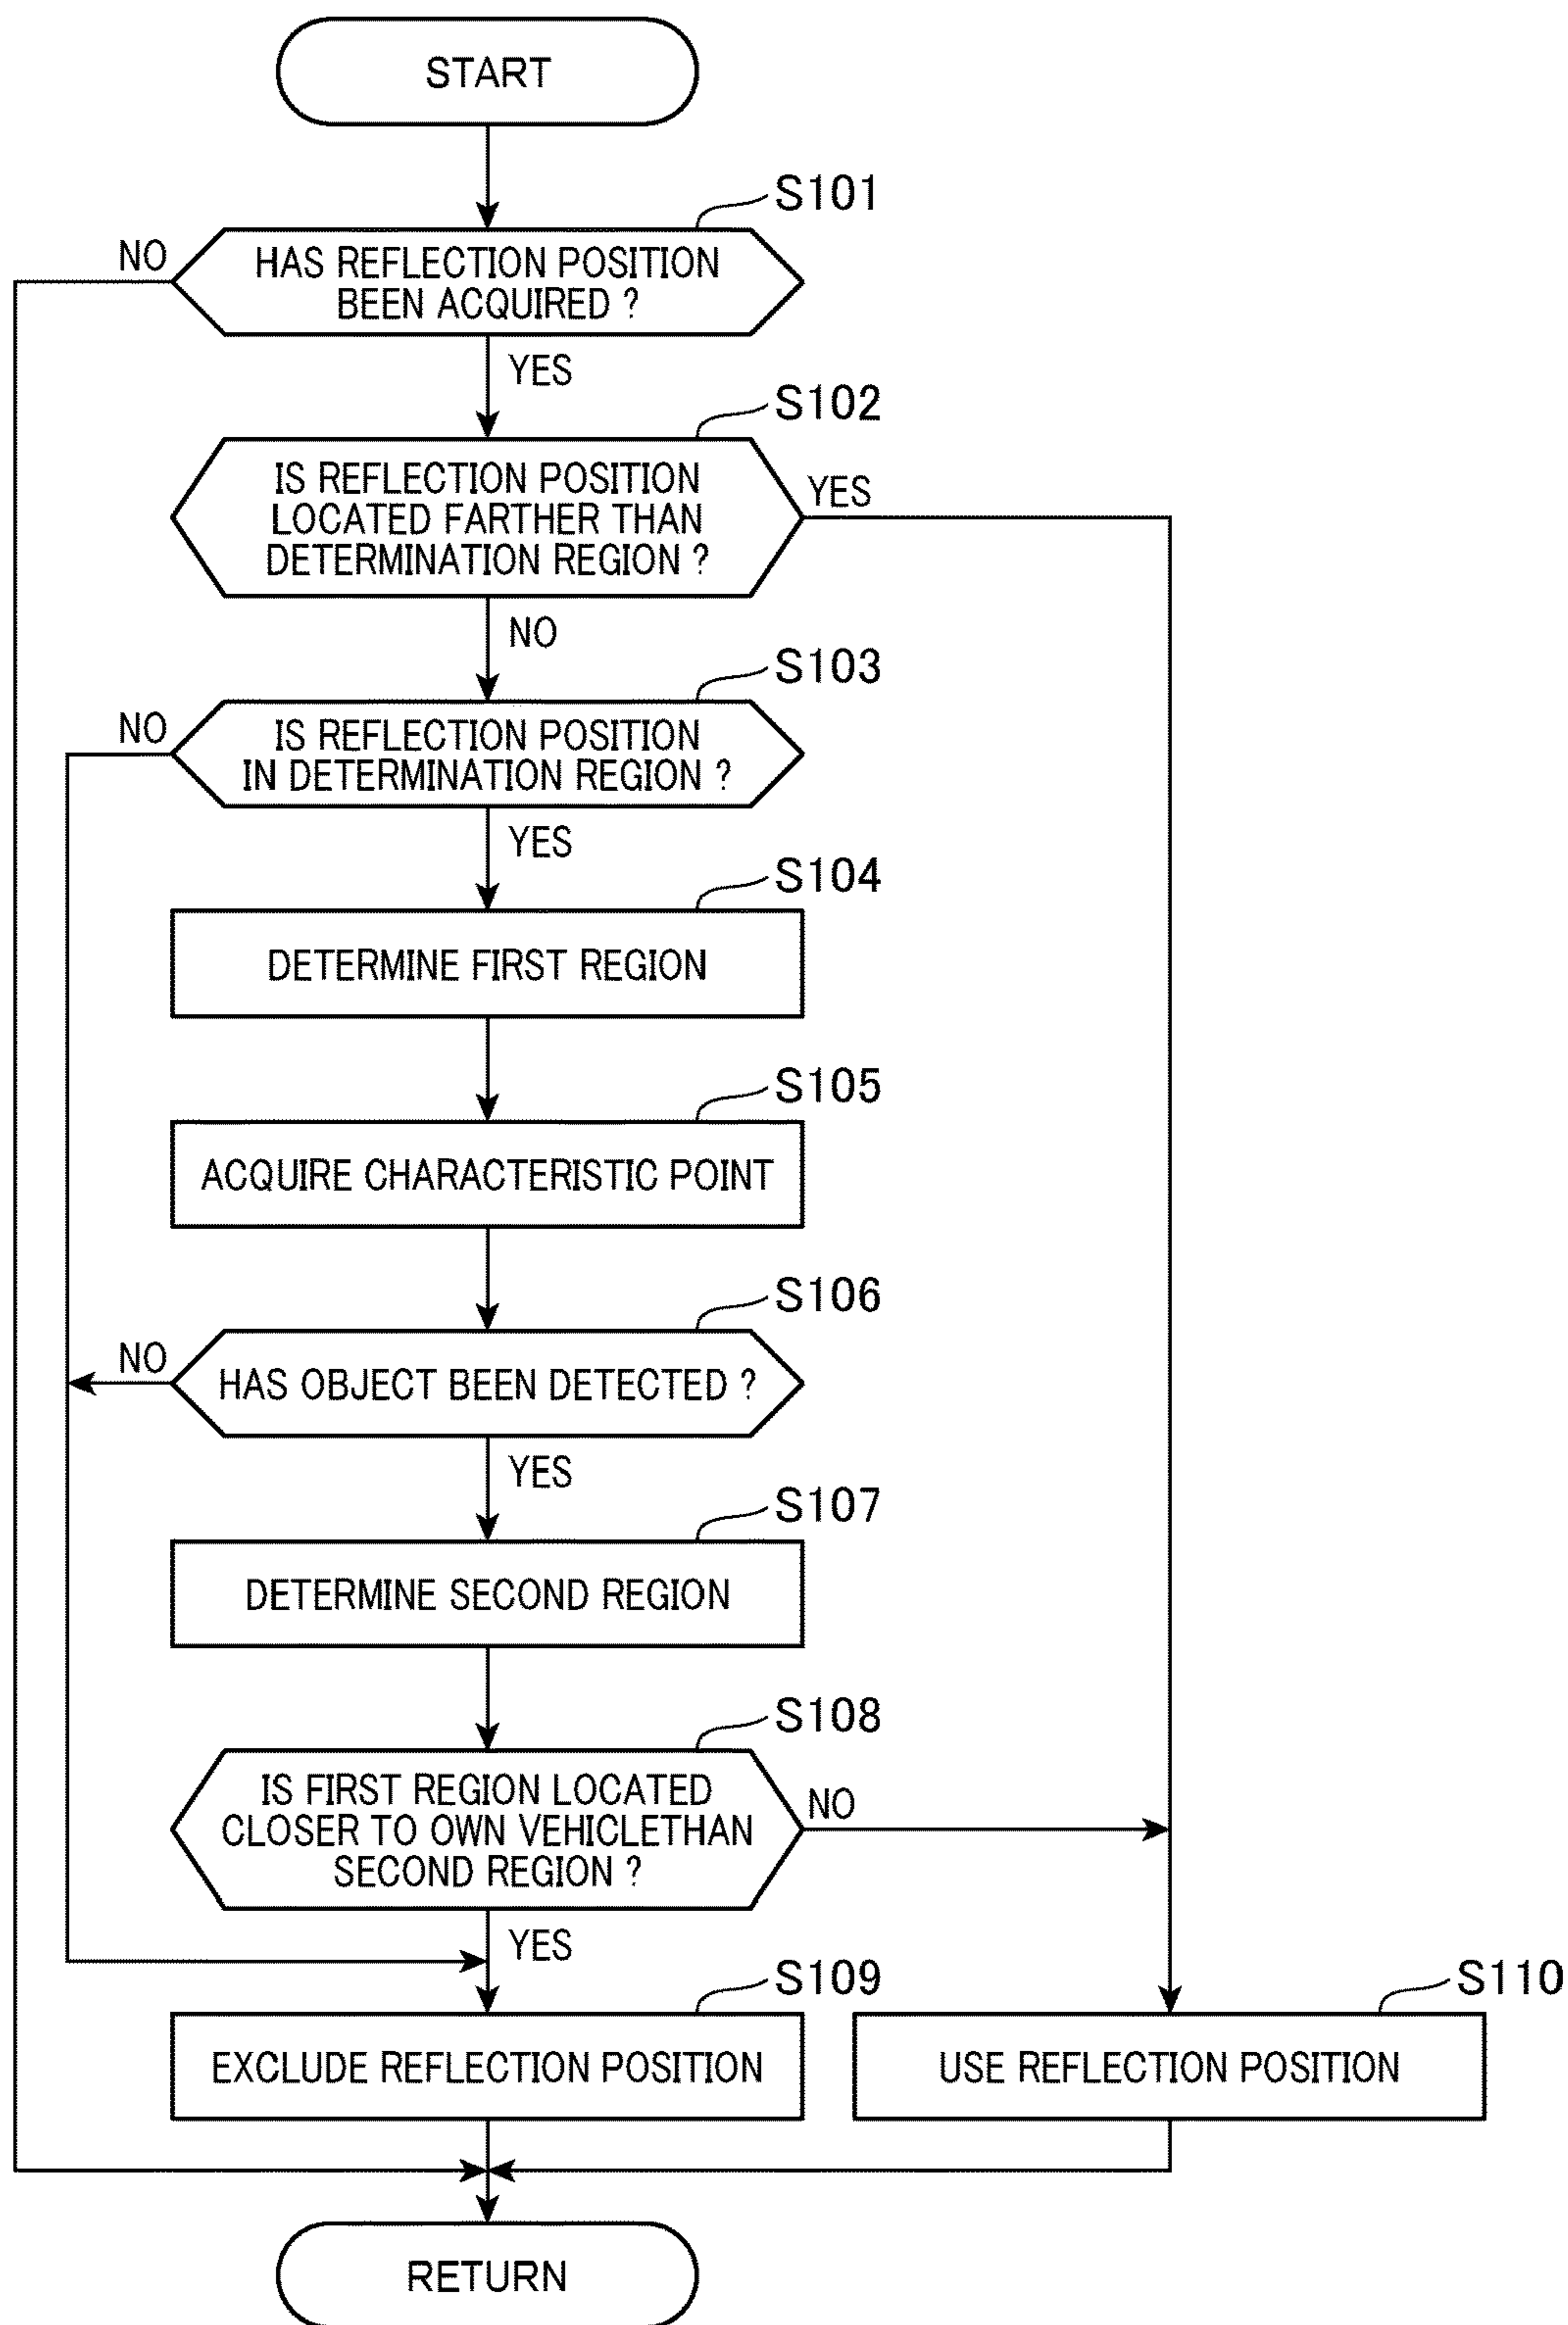 START
S101
NO
HAS REFLECTION POSITION
BEEN ACQUIRED ?
YES
S102
IS REFLECTION POSITION
LOCATED FARTHER THAN
DETERMINATION REGION ?
YES
NO
S103
NO
IS REFLECTION POSITION
IN DETERMINATION REGION ?
YES
S104
DETERMINE FIRST REGION
S105
ACQUIRE CHARACTERISTIC POINT
S106
NO
HAS OBJECT BEEN DETECTED ?
YES
S107
DETERMINE SECOND REGION
S108
IS FIRST REGION LOCATED
CLOSER TO OWN VEHICLETHAN
SECOND REGION ?
NO
YES
S109
EXCLUDE REFLECTION POSITION
S110
USE REFLECTION POSITION
RETURN